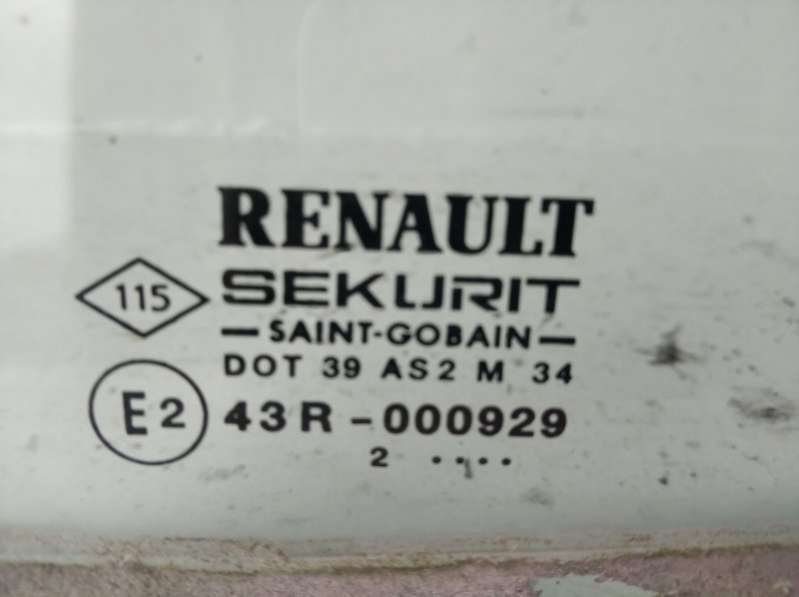 RENAULT
115
SEKURIT
— SAINT-GOBAIN —
DOT 39 AS2 M 34
E2
43R - 000929
2 ....